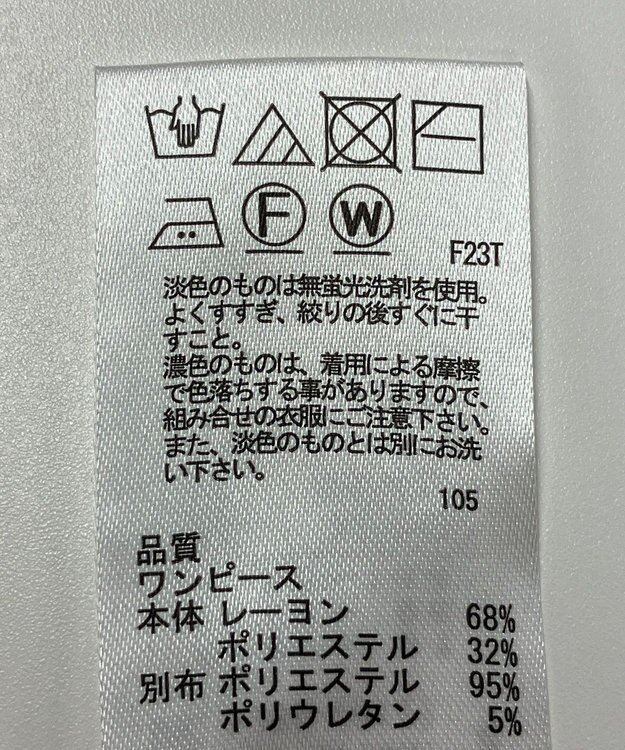 F W
F23T
淡色のものは無蛍光洗剤を使用。
よくすすぎ、絞りの後すぐに干
すこと。
濃色のものは、着用による摩擦
で色落ちする事がありますので、
組み合せの衣服にご注意下さい。
また、淡色のものとは別にお洗
い下さい。
105
品質
ワンピース
本体 レーヨン 68%
ポリエステル 32%
別布 ポリエステル 95%
ポリウレタン 5%